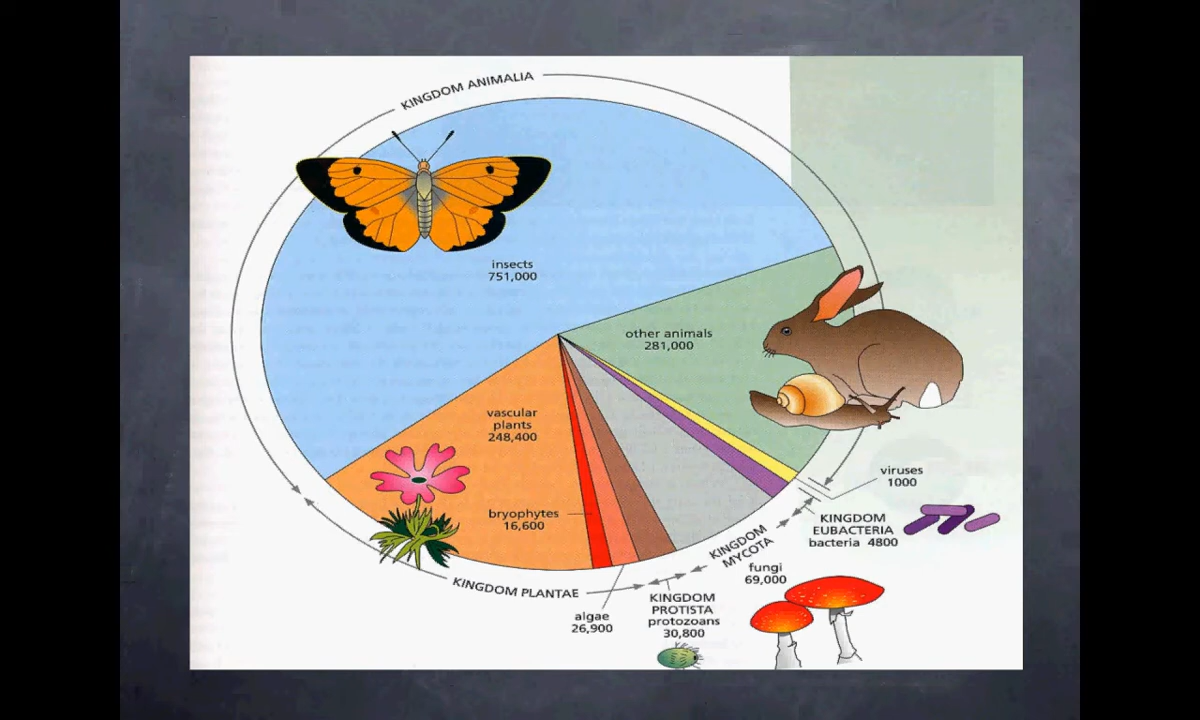 KINGDOM ANIMALIA
insects
751,000
other animals
281,000
vascular
plants
248,400
bryophytes
16,600
viruses
1000
KINGDOM
EUBACTERIA
bacteria 4800
KINGDOM
MYCOTA
fungi
69,000
KINGDOM PLANTAE
algae
26,900
KINGDOM
PROTISTA
protozoans
30,800